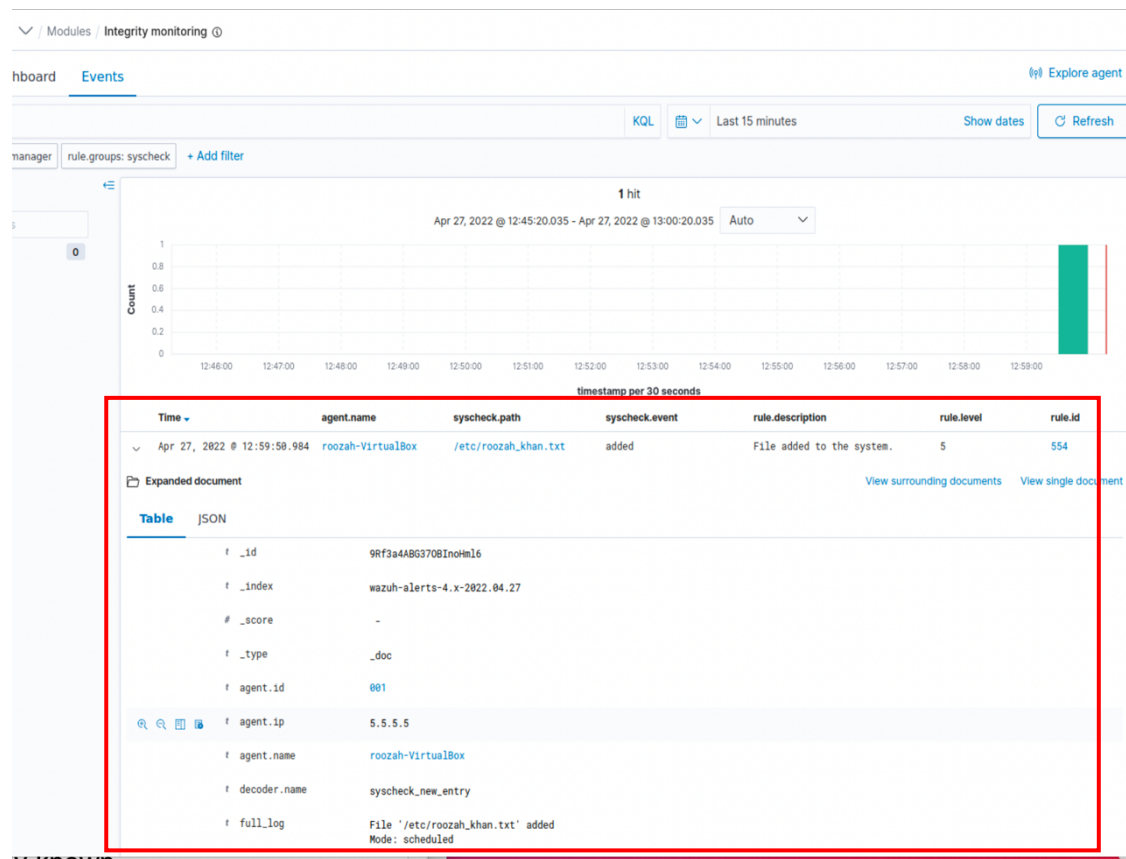 / Modules / Integrity monitoring
hboard Events
Explore agent
KQL Last 15 minutes Show dates Refresh
manager rule.groups: syscheck + Add filter
1 hit
Apr 27, 2022 @ 12:45:20.035 - Apr 27, 2022 @ 13:00:20.035 Auto
s
0
1
0.8
0.6
0.4
0.2
0
Count
12:46:00 12:47:00 12:48:00 12:49:00 12:50:00 12:51:00 12:52:00 12:53:00 12:54:00 12:55:00 12:56:00 12:57:00 12:58:00 12:59:00
timestamp per 30 seconds
Time agent.name syscheck.path syscheck.event rule.description rule.level rule.id
Apr 27, 2022 @ 12:59:50.984 roozah-VirtualBox /etc/roozah_khan.txt added File added to the system. 5 554
Expanded document View surrounding documents View single document
Table JSON
t _id 9Rf3a4ABG37OBInoHml6
t _index wazuh-alerts-4.x-2022.04.27
# _score -
t _type _doc
t agent.id 001
t agent.ip 5.5.5.5
t agent.name roozah-VirtualBox
t decoder.name syscheck_new_entry
t full_log File '/etc/roozah_khan.txt' added
Mode: scheduled